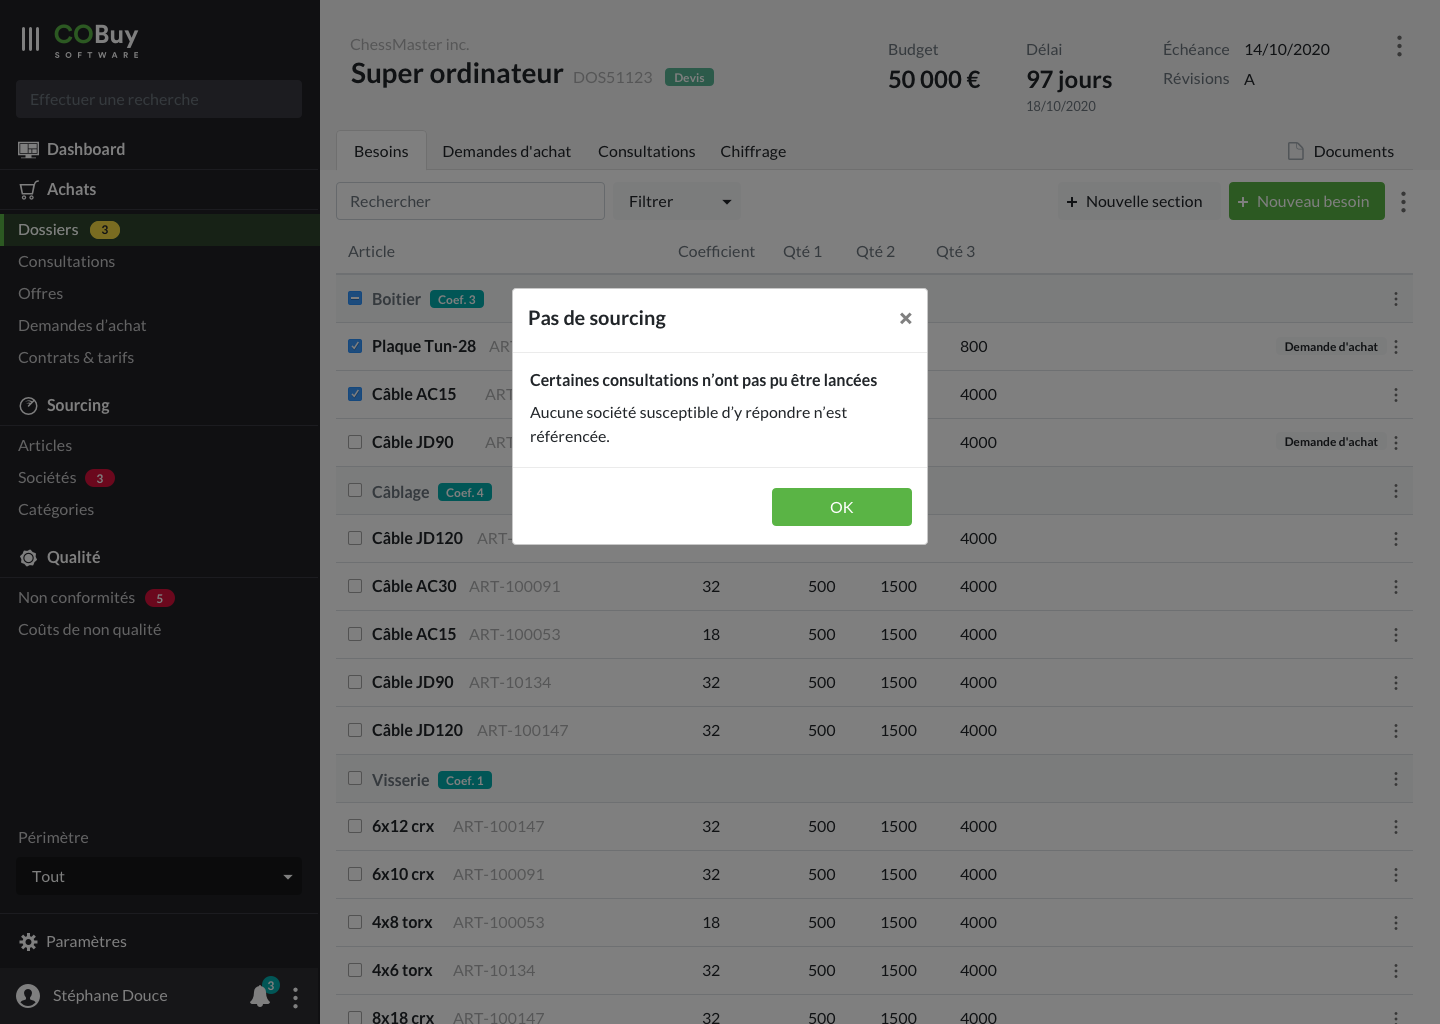 COBuy
SOFTWARE
Effectuer une recherche
Dashboard
Achats
Dossiers 3
Consultations
Offres
Demandes d’achat
Contrats & tarifs
Sourcing
Articles
Sociétés 3
Catégories
Qualité
Non conformités 5
Coûts de non qualité
Périmètre
Tout
Paramètres
Stéphane Douce 3
ChessMaster inc.
Super ordinateur DOS51123 Devis
Budget
50 000 €
Délai
97 jours
18/10/2020
Échéance 14/10/2020
Révisions A
Besoins Demandes d'achat Consultations Chiffrage Documents
Rechercher Filtrer + Nouvelle section + Nouveau besoin
Article Coefficient Qté 1 Qté 2 Qté 3
Boitier Coef. 3
Plaque Tun-28 800 Demande d'achat
Câble AC15 4000
Câble JD90 4000 Demande d'achat
Câblage Coef. 4
Câble JD120 4000
Câble AC30 ART-100091 32 500 1500 4000
Câble AC15 ART-100053 18 500 1500 4000
Câble JD90 ART-10134 32 500 1500 4000
Câble JD120 ART-100147 32 500 1500 4000
Visserie Coef. 1
6x12 crx ART-100147 32 500 1500 4000
6x10 crx ART-100091 32 500 1500 4000
4x8 torx ART-100053 18 500 1500 4000
4x6 torx ART-10134 32 500 1500 4000
8x18 crx ART-100147 32 500 1500 4000
Pas de sourcing ×
Certaines consultations n’ont pas pu être lancées
Aucune société susceptible d’y répondre n’est
référencée.
OK